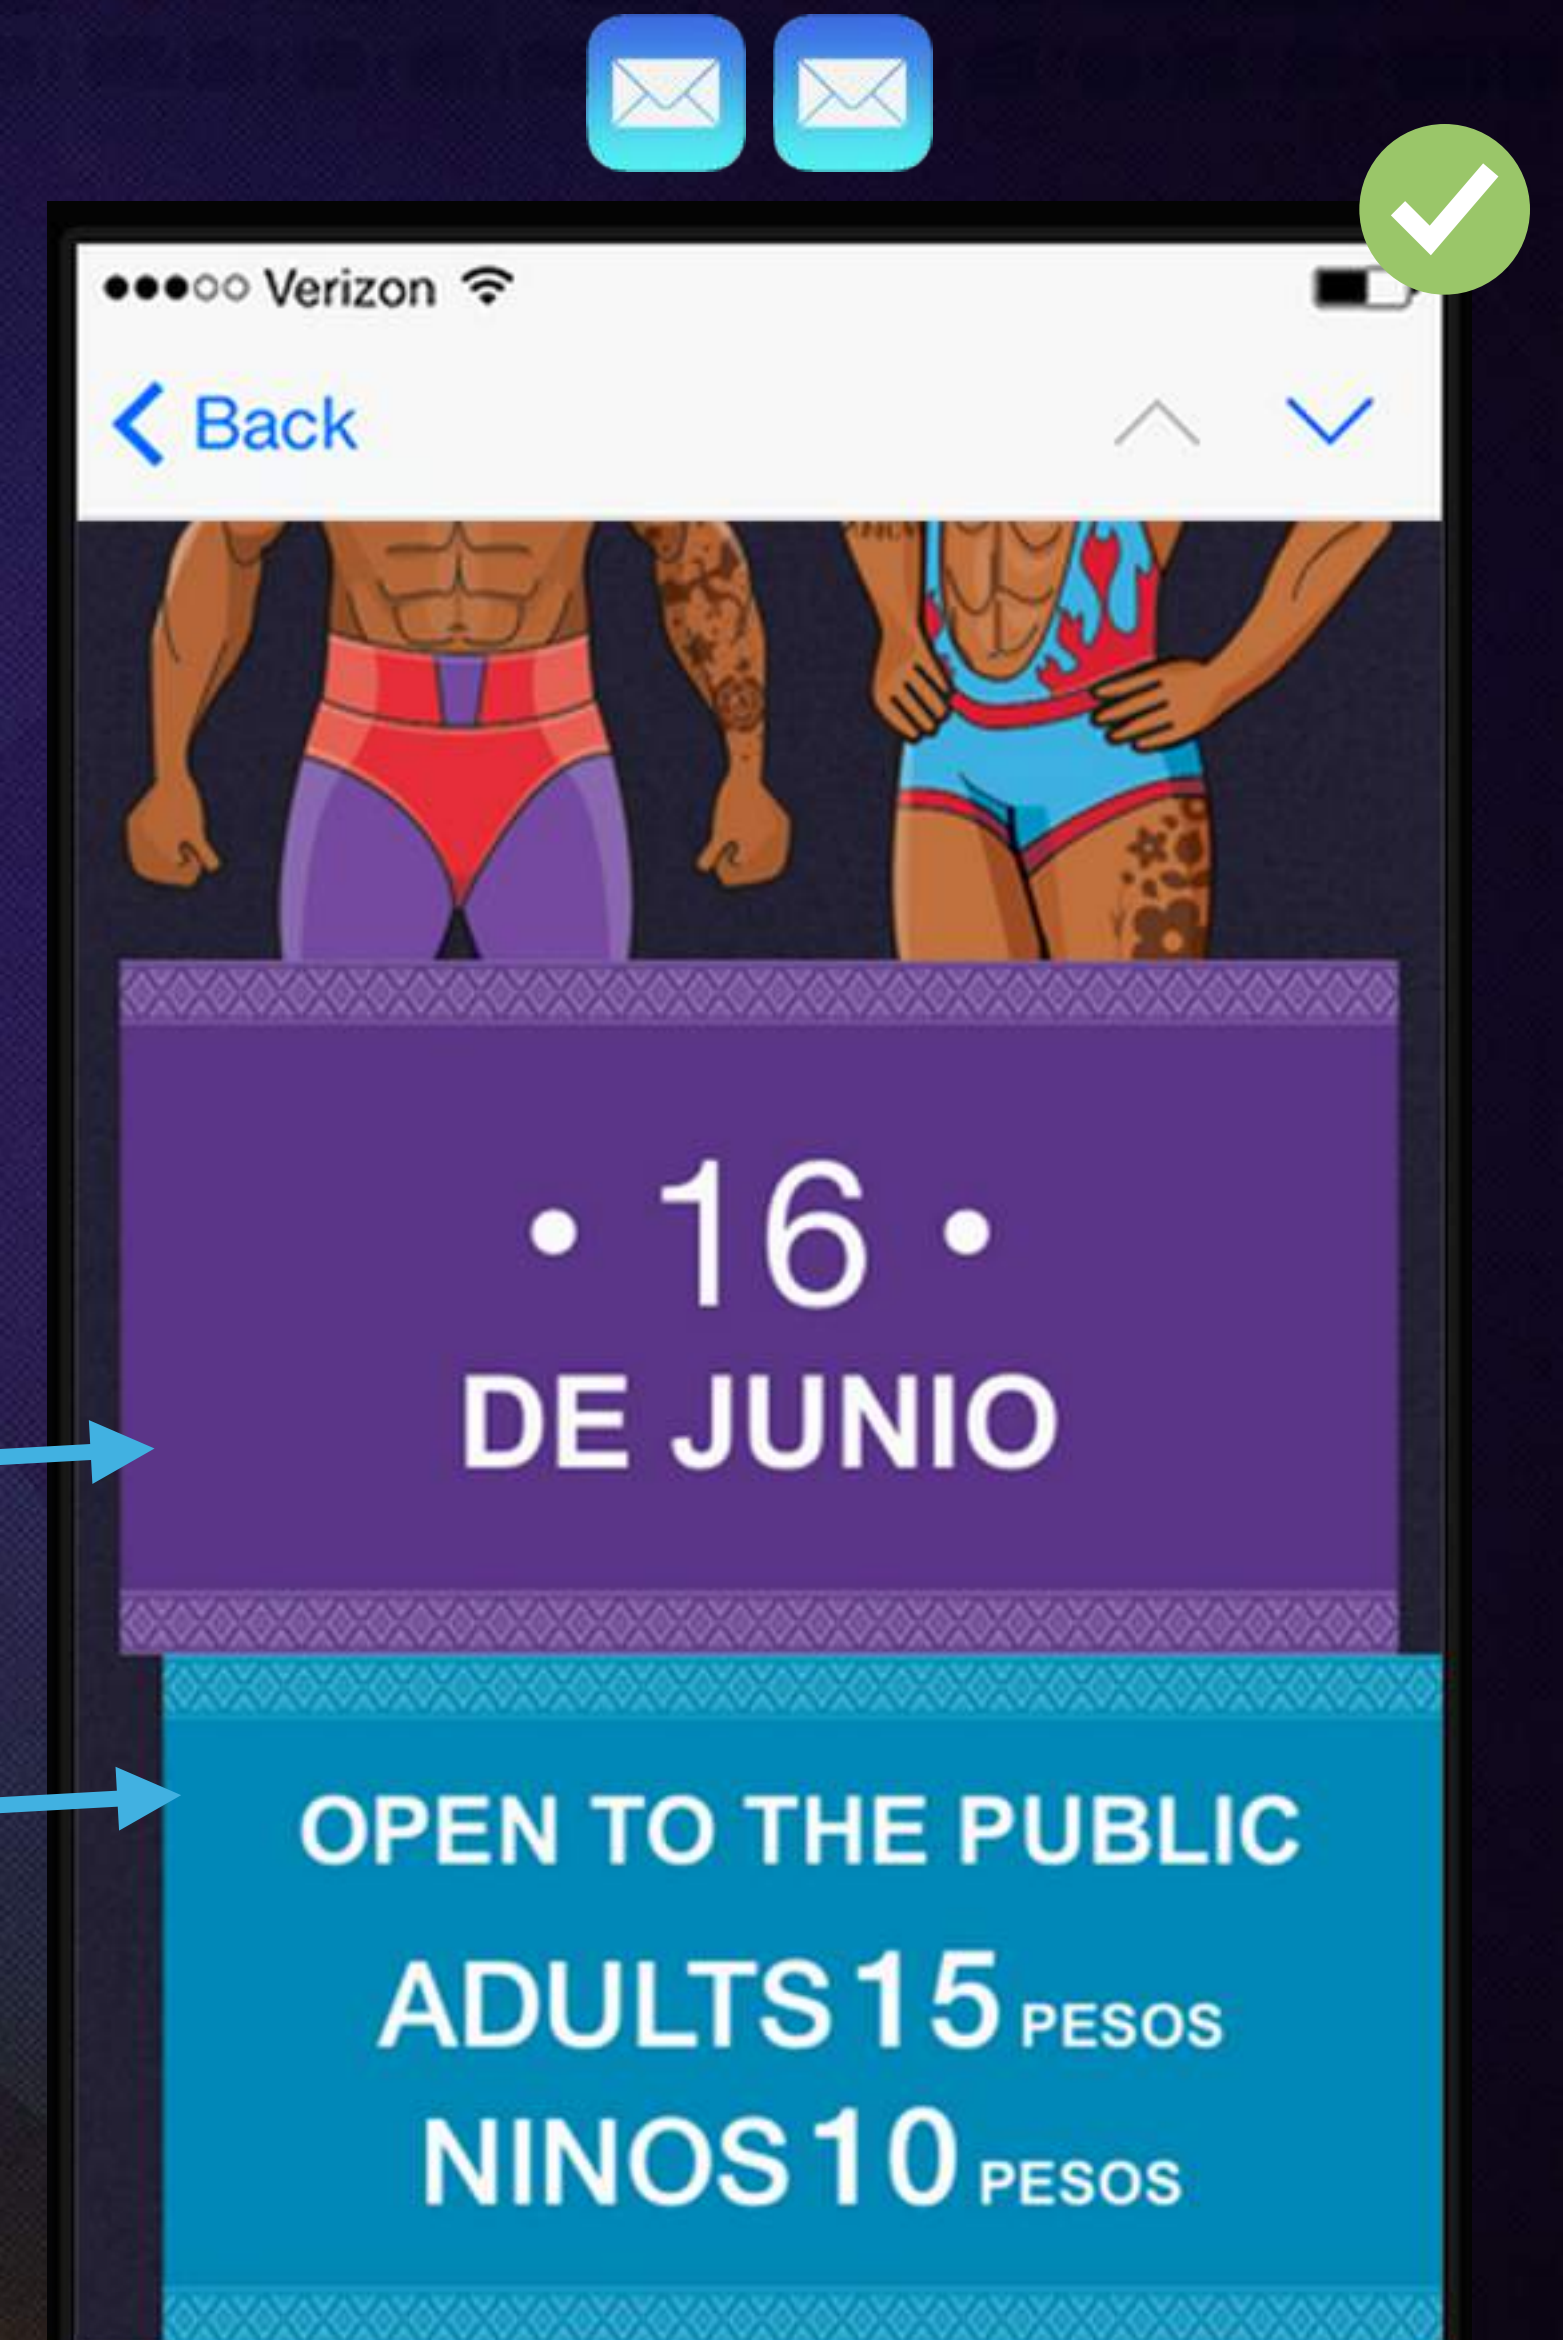 Verizon
Back
• 16 •
DE JUNIO
OPEN TO THE PUBLIC
ADULTS 15 PESOS
NINOS 10 PESOS